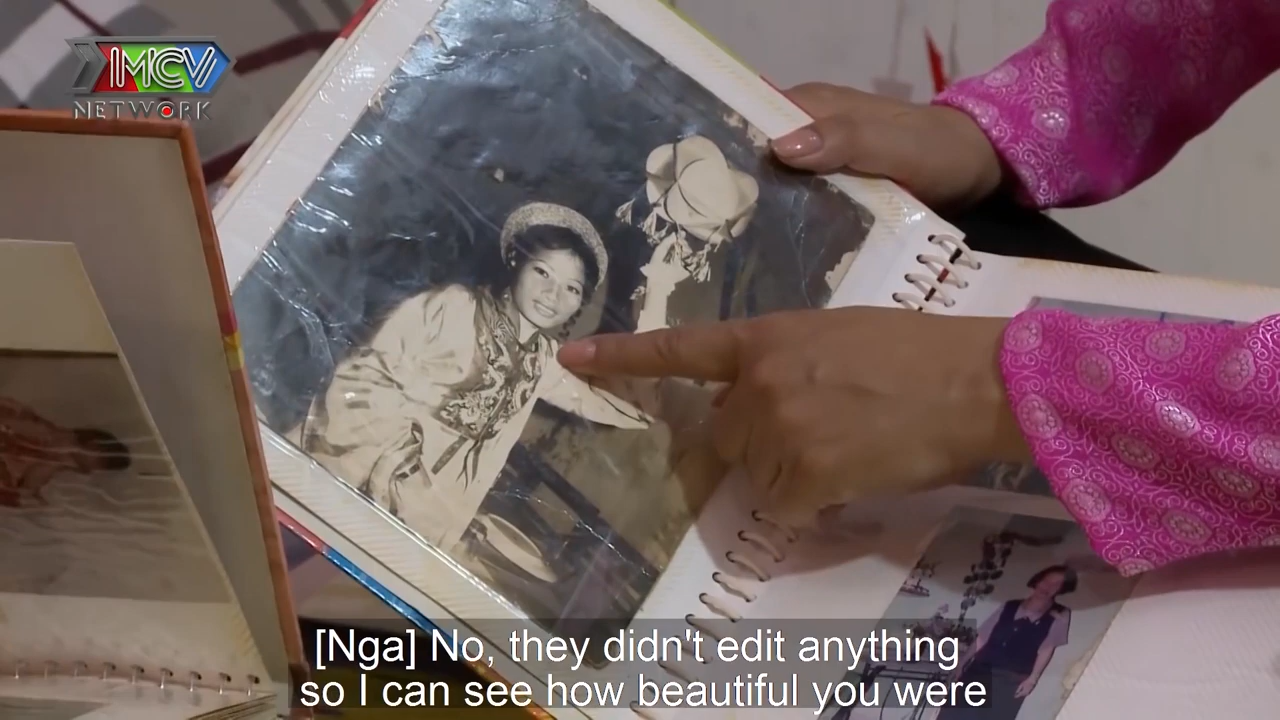 MCV
NETWORK
[Nga] No, they didn't edit anything
so I can see how beautiful you were